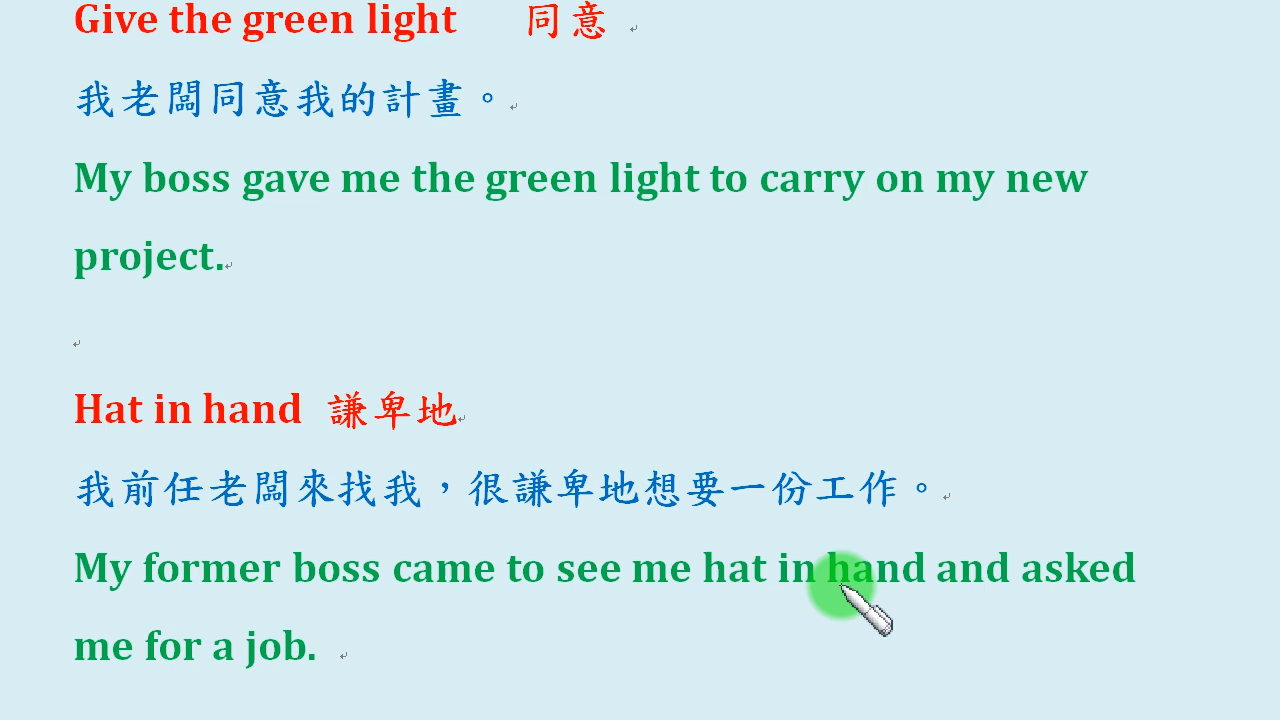 Give the green light 同意
我老闆同意我的計畫。
My boss gave me the green light to carry on my new
project.
Hat in hand 謙卑地
我前任老闆來找我，很謙卑地想要一份工作。
My former boss came to see me hat in hand and asked
me for a job.